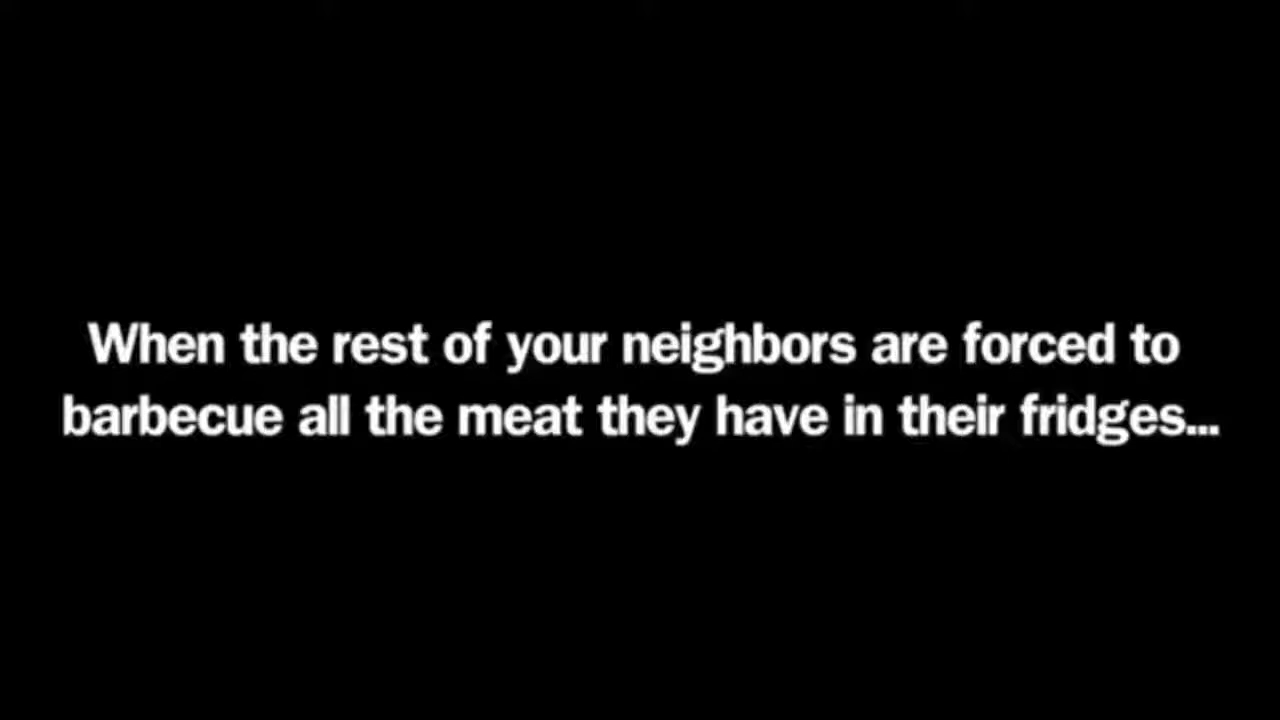 When the rest of your neighbors are forced to
barbecue all the meat they have in their fridges...